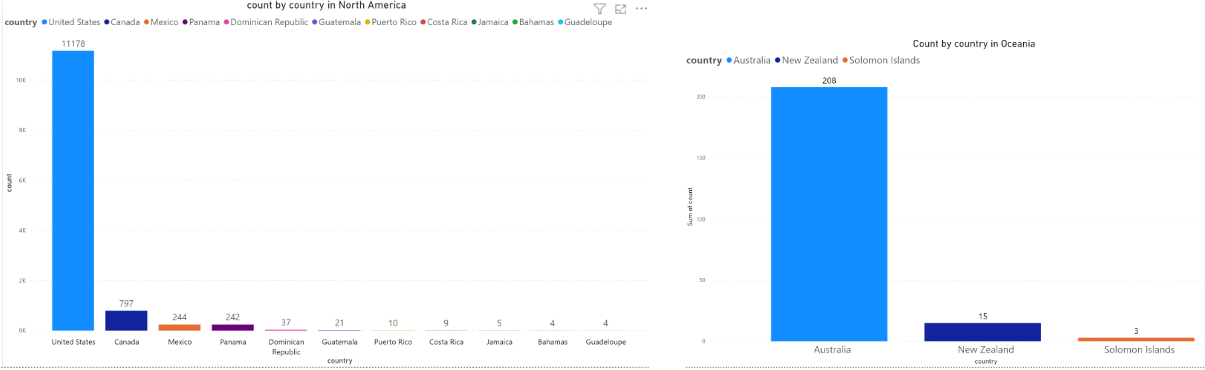 count by country in North America
country United States Canada Mexico Panama Dominican Republic Guatemala Puerto Rico Costa Rica Jamaica Bahamas Guadeloupe
11178
10K
8K
6K
4K
2K
0K
count
797
244
242
37
21
10
9
5
4
4
United States Canada Mexico Panama Dominican Republic Guatemala Puerto Rico Costa Rica Jamaica Bahamas Guadeloupe
country
Count by country in Oceania
country Australia New Zealand Solomon Islands
208
200
150
100
50
0
Sum of count
15
3
Australia New Zealand Solomon Islands
country